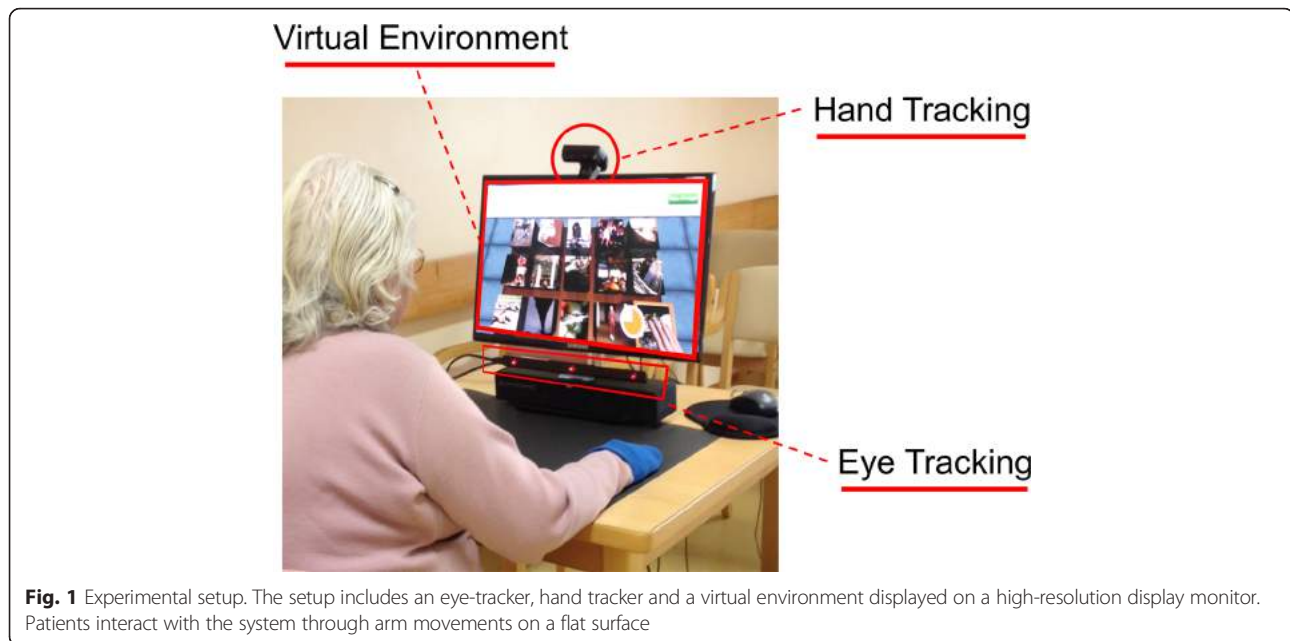 Virtual Environment
Hand Tracking
Eye Tracking
Fig. 1 Experimental setup. The setup includes an eye-tracker, hand tracker and a virtual environment displayed on a high-resolution display monitor.
Patients interact with the system through arm movements on a flat surface